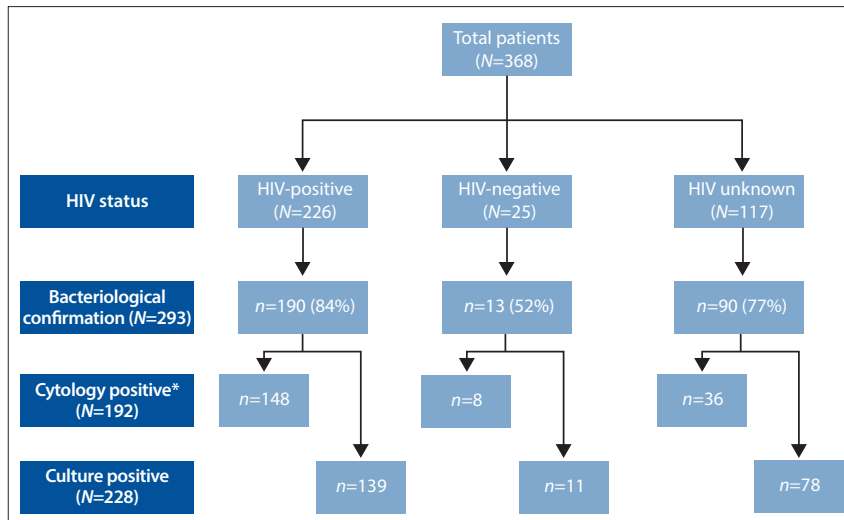 Total patients
(N=368)
HIV status
HIV-positive
(N=226)
HIV-negative
(N=25)
HIV unknown
(N=117)
Bacteriological
confirmation (N=293)
n=190 (84%)
n=13 (52%)
n=90 (77%)
Cytology positive*
(N=192)
n=148
n=8
n=36
Culture positive
(N=228)
n=139
n=11
n=78